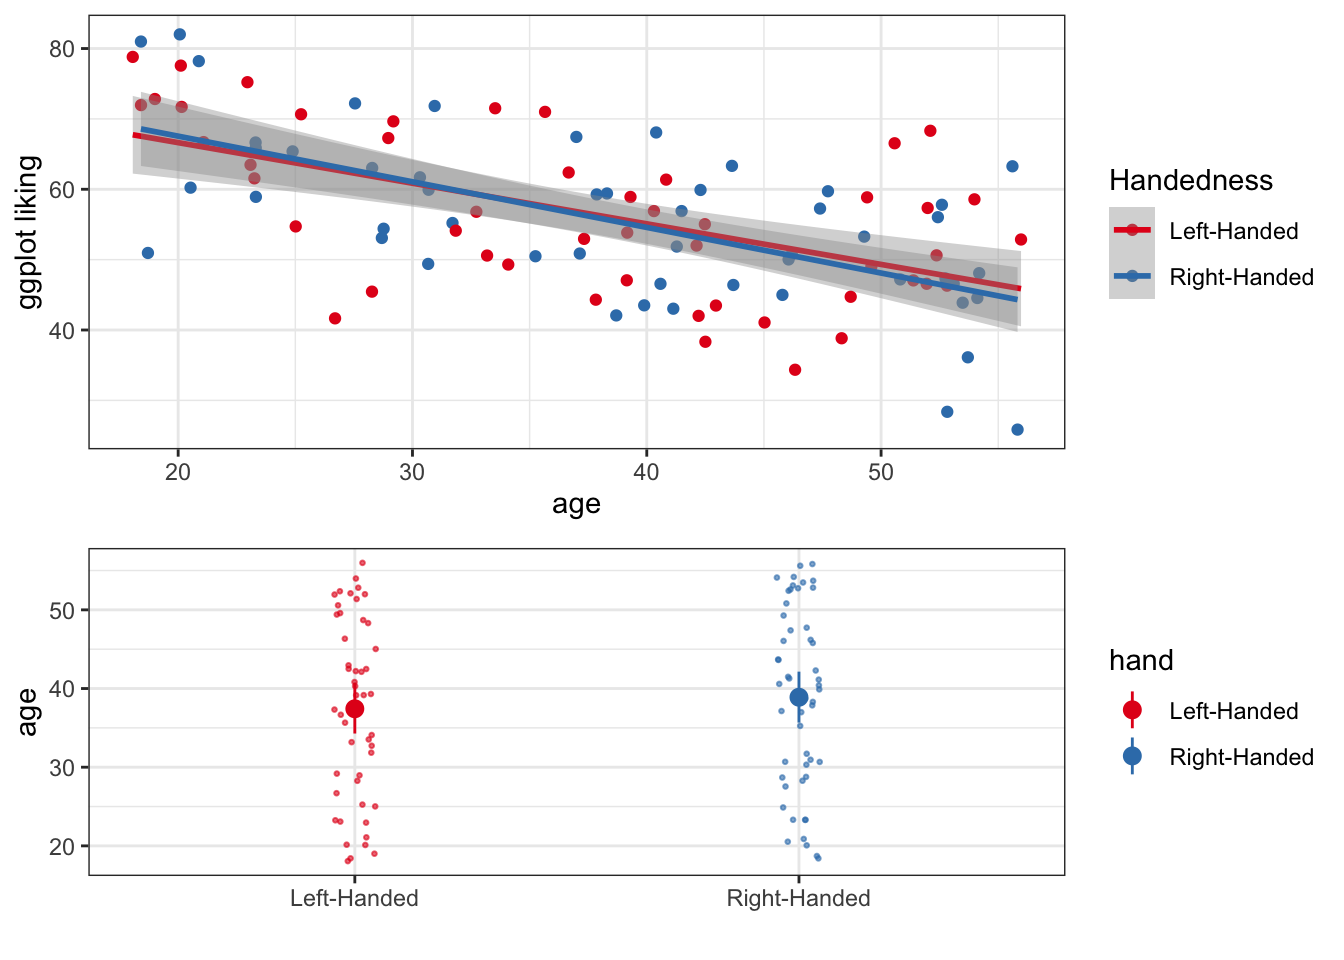 80
60
40
ggplot liking
20 30 40 50
age
Handedness
Left-Handed
Right-Handed
50
40
30
20
age
Left-Handed Right-Handed
hand
Left-Handed
Right-Handed